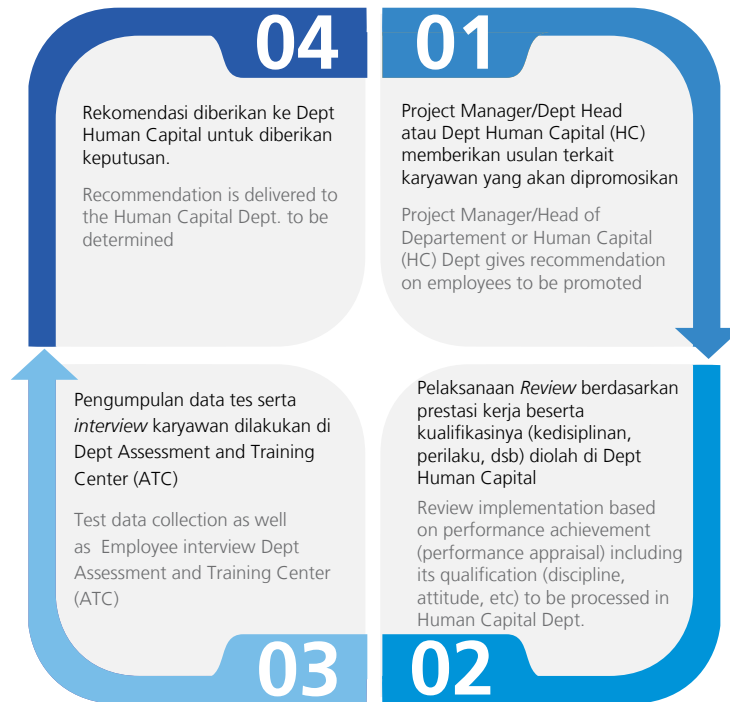 04
Rekomendasi diberikan ke Dept
Human Capital untuk diberikan
keputusan.
Recommendation is delivered to
the Human Capital Dept. to be
determined
01
Project Manager/Dept Head
atau Dept Human Capital (HC)
memberikan usulan terkait
karyawan yang akan dipromosikan
Project Manager/Head of
Departement or Human Capital
(HC) Dept gives recommendation
on employees to be promoted
Pengumpulan data tes serta
interview karyawan dilakukan di
Dept Assessment and Training
Center (ATC)
Test data collection as well
as Employee interview Dept
Assessment and Training Center
(ATC)
03
Pelaksanaan Review berdasarkan
prestasi kerja beserta
kualifikasinya (kedisiplinan,
perilaku, dsb) diolah di Dept
Human Capital
Review implementation based
on performance achievement
(performance appraisal) including
its qualification (discipline,
attitude, etc) to be processed in
Human Capital Dept.
02